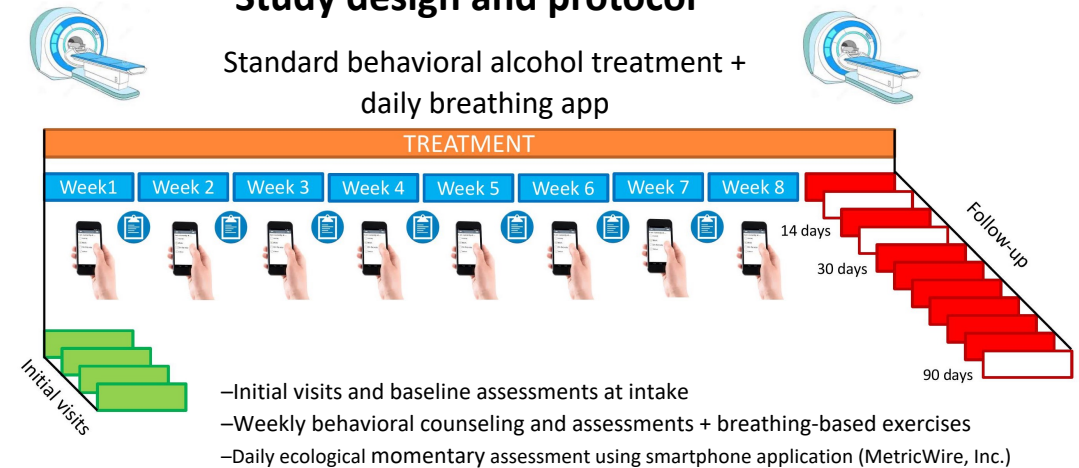 Study design and protocol
Standard behavioral alcohol treatment +
daily breathing app
TREATMENT
Week1 Week 2 Week 3 Week 4 Week 5 Week 6 Week 7 Week 8
14 days
30 days
90 days
Follow-up
Initial visits
–Initial visits and baseline assessments at intake
–Weekly behavioral counseling and assessments + breathing-based exercises
–Daily ecological momentary assessment using smartphone application (MetricWire, Inc.)